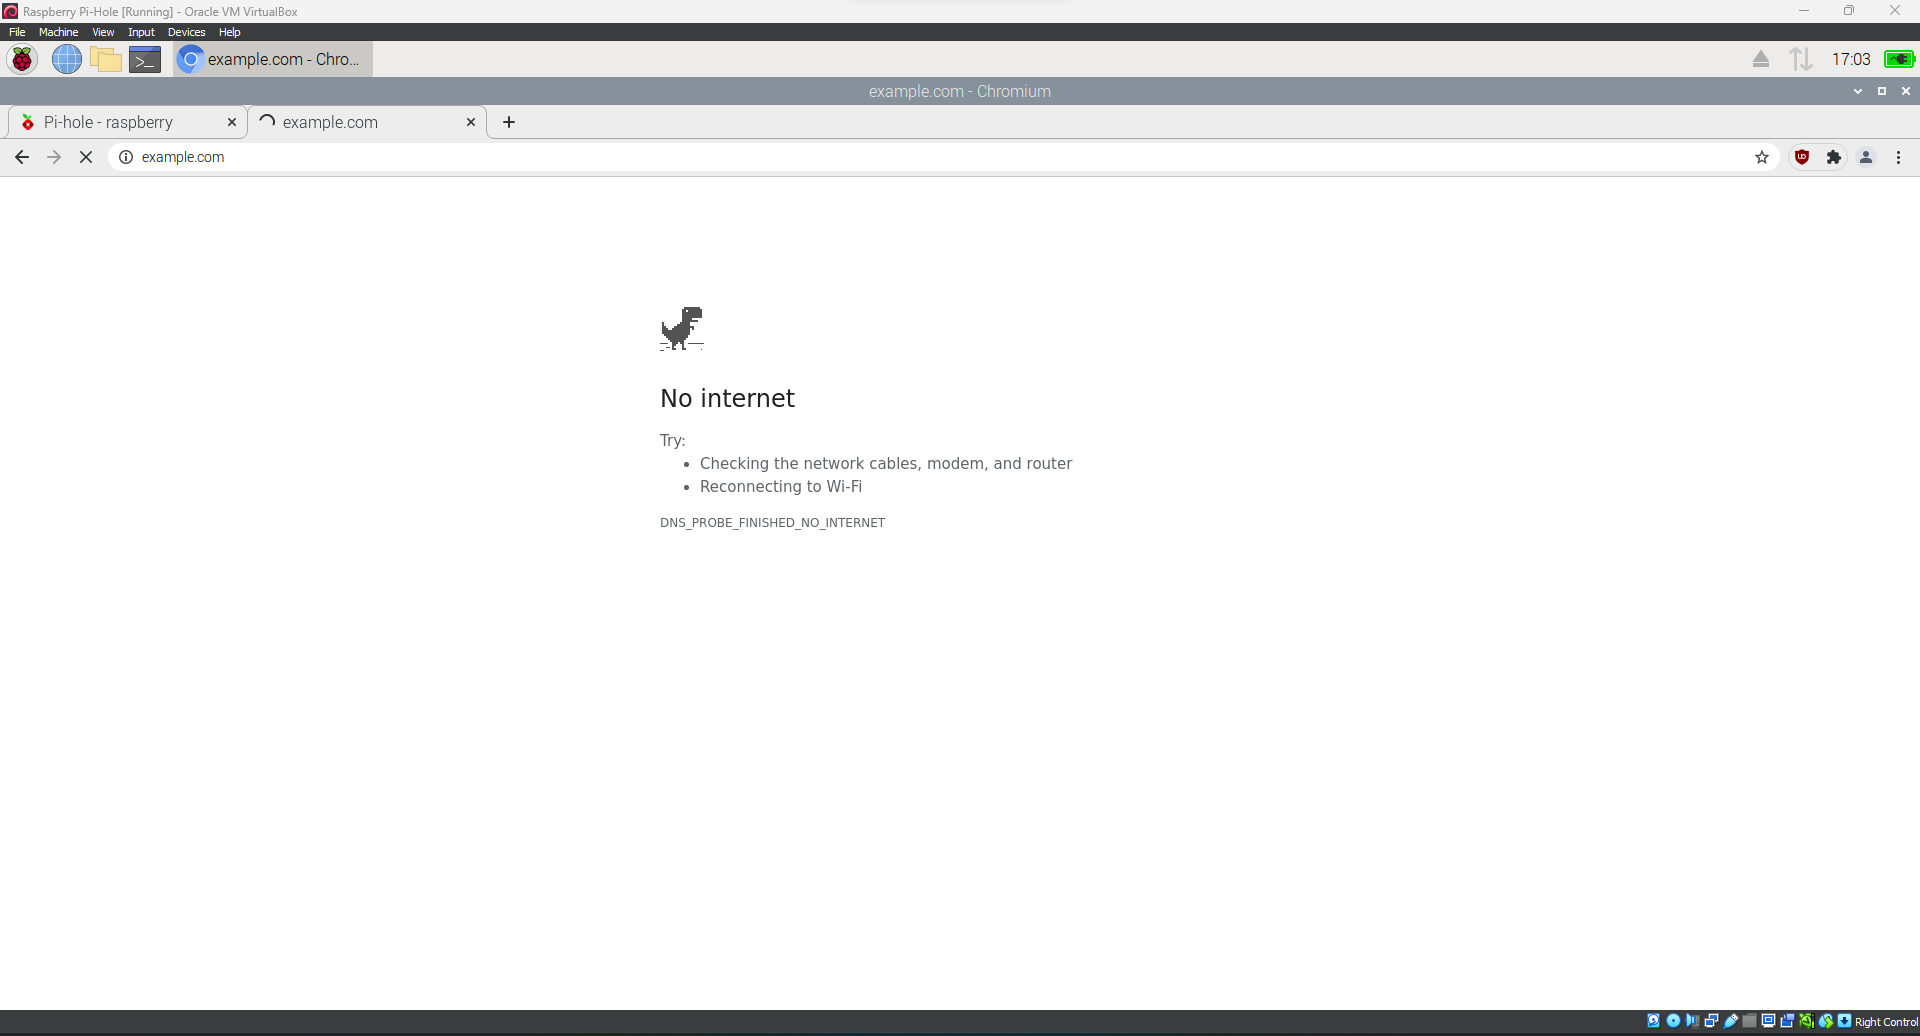 Raspberry Pi-Hole [Running] - Oracle VM VirtualBox
File Machine View Input Devices Help
example.com - Chro...
17:03
example.com - Chromium
Pi-hole - raspberry
example.com
example.com
No internet
Try:
Checking the network cables, modem, and router
Reconnecting to Wi-Fi
DNS_PROBE_FINISHED_NO_INTERNET
Right Control